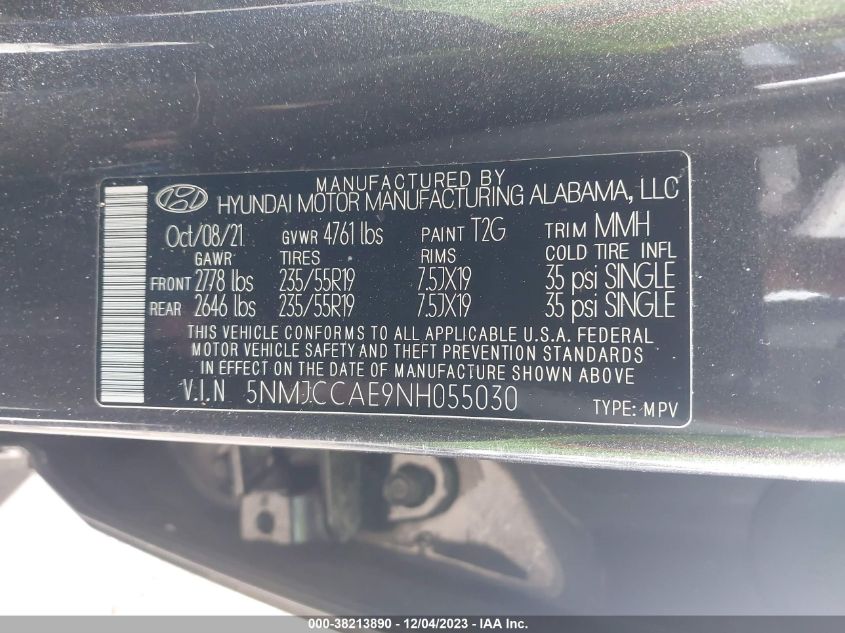 MANUFACTURED BY
HYUNDAI MOTOR MANUFACTURING ALABAMA, LLC
Oct/08/21 GVWR 4761 lbs PAINT T2G TRIM MMH
GAWR TIRES RIMS COLD TIRE INFL
FRONT 2778 lbs 235/55R19 7.5JX19 35 psi SINGLE
REAR 2646 lbs 235/55R19 7.5JX19 35 psi SINGLE
THIS VEHICLE CONFORMS TO ALL APPLICABLE U.S.A. FEDERAL
MOTOR VEHICLE SAFETY AND THEFT PREVENTION STANDARDS
IN EFFECT ON THE DATE OF MANUFACTURE SHOWN ABOVE
V.I.N 5NMJCCAE9NH055030 TYPE: MPV
000-38213890 - 12/04/2023 - IAA Inc.